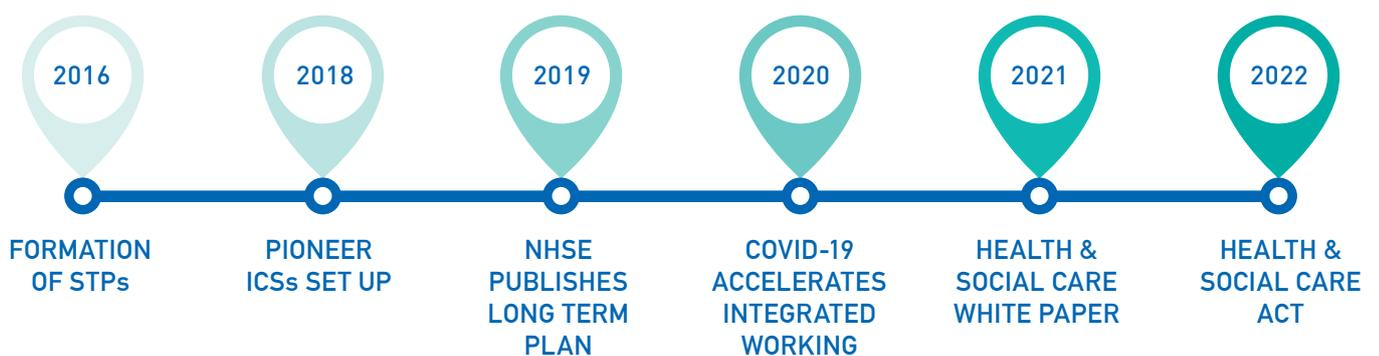 2016
2018
2019
2020
2021
2022
FORMATION
OF STPs
PIONEER
ICSs SET UP
NHSE
PUBLISHES
LONG TERM
PLAN
COVID-19
ACCELERATES
INTEGRATED
WORKING
HEALTH &
SOCIAL CARE
WHITE PAPER
HEALTH &
SOCIAL CARE
ACT